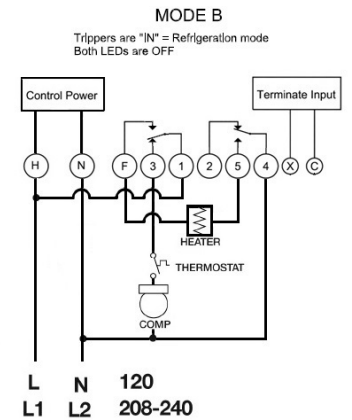 MODE B
Trippers are "IN" = Refrigeration mode
Both LEDs are OFF
Control Power
Terminate Input
H N F 3 1 2 5 4 X C
HEATER
THERMOSTAT
COMP
L N 120
L1 L2 208-240